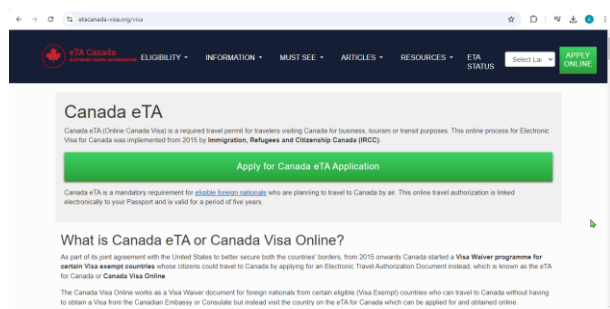 etacanada-visa.org/visa
eTA Canada
ELECTRONIC TRAVEL AUTHORIZATION
ELIGIBILITY
INFORMATION
MUST SEE
ARTICLES
RESOURCES
ETA
STATUS
Select Lai
APPLY
ONLINE
Canada eTA
Canada eTA (Online Canada Visa) is a required travel permit for travelers visiting Canada for business, tourism or transit purposes. This online process for Electronic
Visa for Canada was implemented from 2015 by Immigration, Refugees and Citizenship Canada (IRCC).
Apply for Canada eTA Application
Canada eTA is a mandatory requirement for eligible foreign nationals who are planning to travel to Canada by air. This online travel authorization is linked
electronically to your Passport and is valid for a period of five years.
What is Canada eTA or Canada Visa Online?
As part of its joint agreement with the United States to better secure both the countries' borders, from 2015 onwards Canada started a Visa Waiver programme for
certain Visa exempt countries whose citizens could travel to Canada by applying for an Electronic Travel Authorization Document instead, which is known as the eTA
for Canada or Canada Visa Online.
The Canada Visa Online works as a Visa Waiver document for foreign nationals from certain eligible (Visa Exempt) countries who can travel to Canada without having
to obtain a Visa from the Canadian Embassy or Consulate but instead visit the country on the eTA for Canada which can be applied for and obtained online.